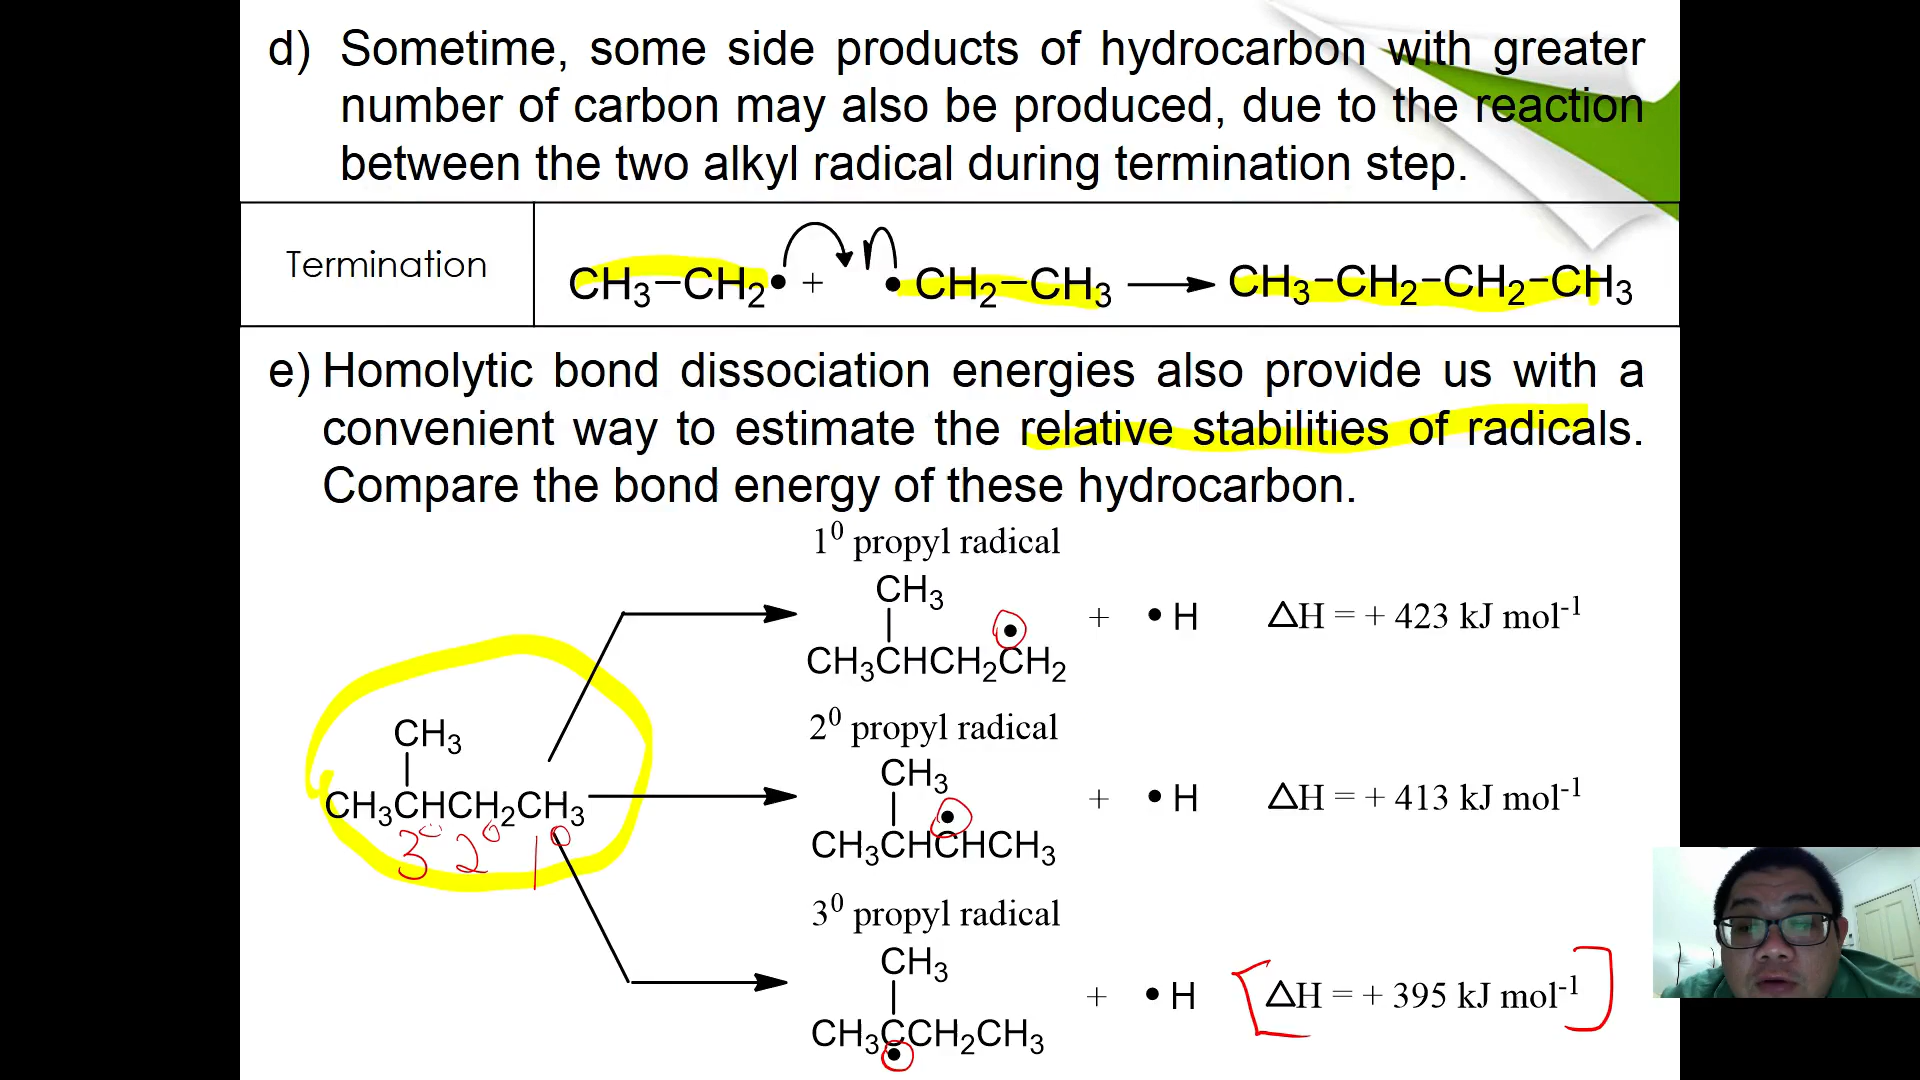 d) Sometime, some side products of hydrocarbon with greater
number of carbon may also be produced, due to the reaction
between the two alkyl radical during termination step.
Termination
CH₃–CH₂• + •CH₂–CH₃ ⟶ CH₃–CH₂–CH₂–CH₃
e) Homolytic bond dissociation energies also provide us with a
convenient way to estimate the relative stabilities of radicals.
Compare the bond energy of these hydrocarbon.
1⁰ propyl radical
CH₃
CH₃CHCH₂CH₂ + •H △H = + 423 kJ mol⁻¹
2⁰ propyl radical
CH₃
CH₃CHCHCH₃ + •H △H = + 413 kJ mol⁻¹
CH₃
CH₃CHCH₂CH₃
3⁰ 2⁰ 1⁰
3⁰ propyl radical
CH₃
CH₃CCH₂CH₃ + •H △H = + 395 kJ mol⁻¹